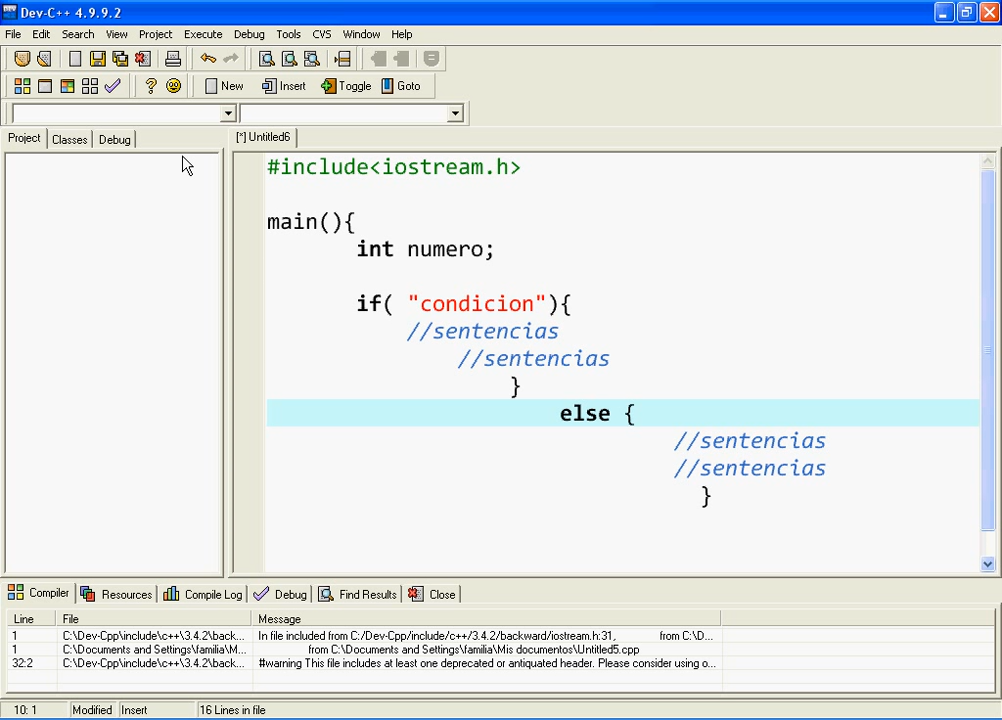 Dev-C++ 4.9.9.2
File Edit Search View Project Execute Debug Tools CVS Window Help
New Insert Toggle Goto
Project Classes Debug
[*] Untitled6
#include<iostream.h>
main(){
int numero;
if( "condicion"){
//sentencias
//sentencias
}
else {
//sentencias
//sentencias
}
Compiler Resources Compile Log Debug Find Results Close
Line File Message
1 C:\Dev-Cpp\include\c++\3.4.2\back... In file included from C:/Dev-Cpp/include/c++/3.4.2/backward/iostream.h:31, from C:\D...
1 C:\Documents and Settings\familia\M... from C:\Documents and Settings\familia\Mis documentos\Untitled5.cpp
32:2 C:\Dev-Cpp\include\c++\3.4.2\back... #warning This file includes at least one deprecated or antiquated header. Please consider using o...
10: 1 Modified Insert 16 Lines in file